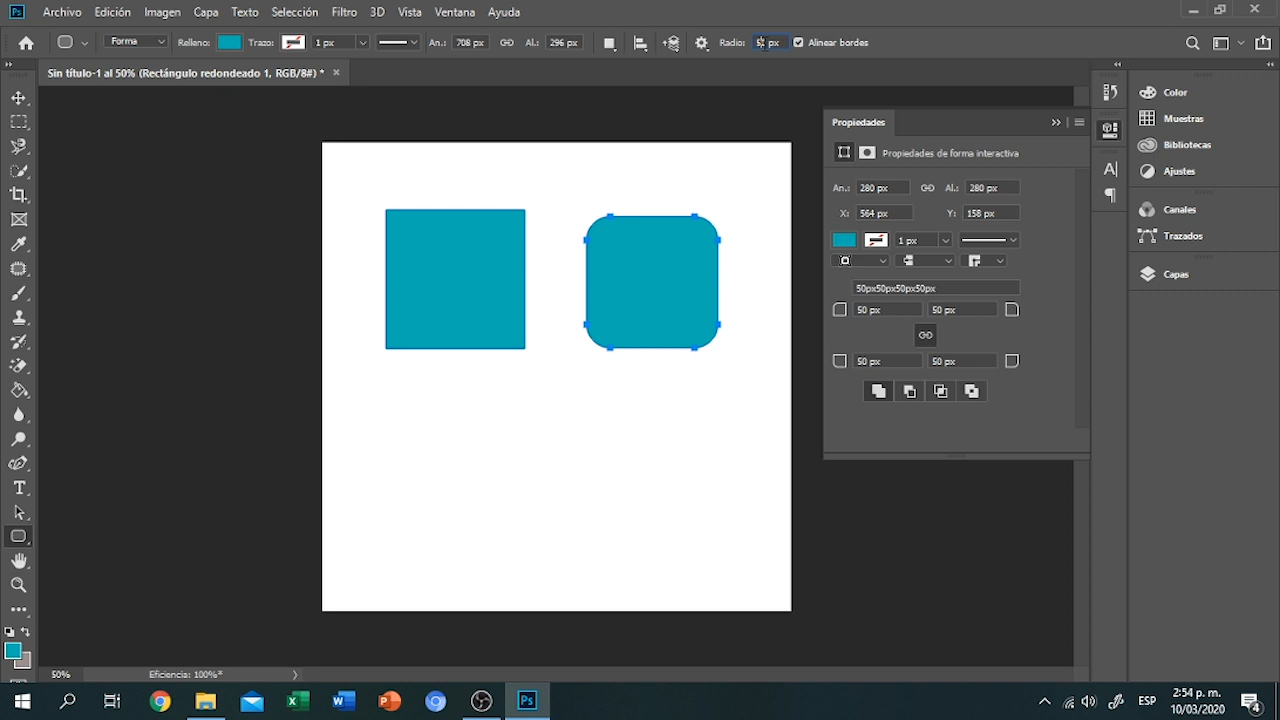 Ps Archivo Edición Imagen Capa Texto Selección Filtro 3D Vista Ventana Ayuda
Forma Relleno: Trazo: 1 px An.: 708 px Al.: 296 px Radio: px Alinear bordes
Sin título-1 al 50% (Rectángulo redondeado 1, RGB/8#) *
Propiedades
Propiedades de forma interactiva
An.: 280 px Al.: 280 px
X: 564 px Y: 158 px
1 px
50px50px50px50px
50 px 50 px
50 px 50 px
Color
Muestras
Bibliotecas
Ajustes
Canales
Trazados
Capas
50% Eficiencia: 100%*
Ps
ESP
2:54 p. m.
10/03/2020
4